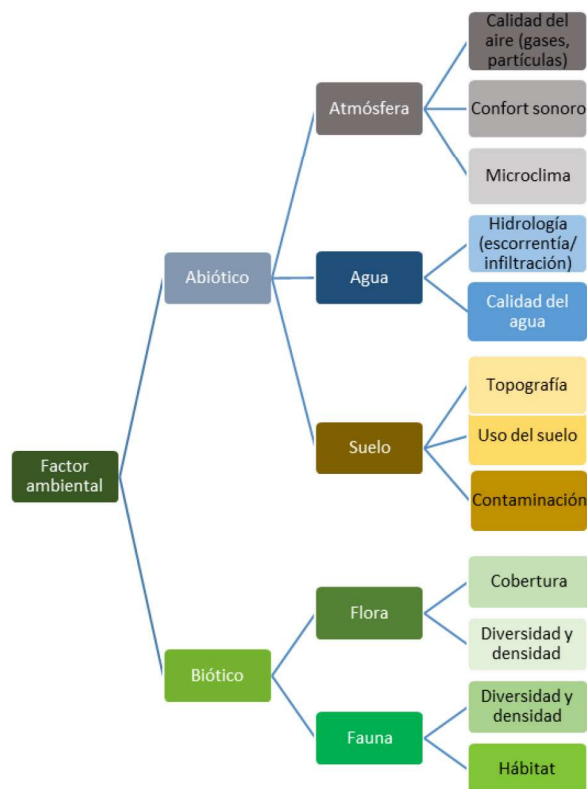 Factor
ambiental
Abiótico
Atmósfera
Calidad del
aire (gases,
partículas)
Confort sonoro
Microclima
Agua
Hidrología
(escorrentía/
infiltración)
Calidad del
agua
Suelo
Topografía
Uso del suelo
Contaminación
Biótico
Flora
Cobertura
Diversidad y
densidad
Fauna
Diversidad y
densidad
Hábitat